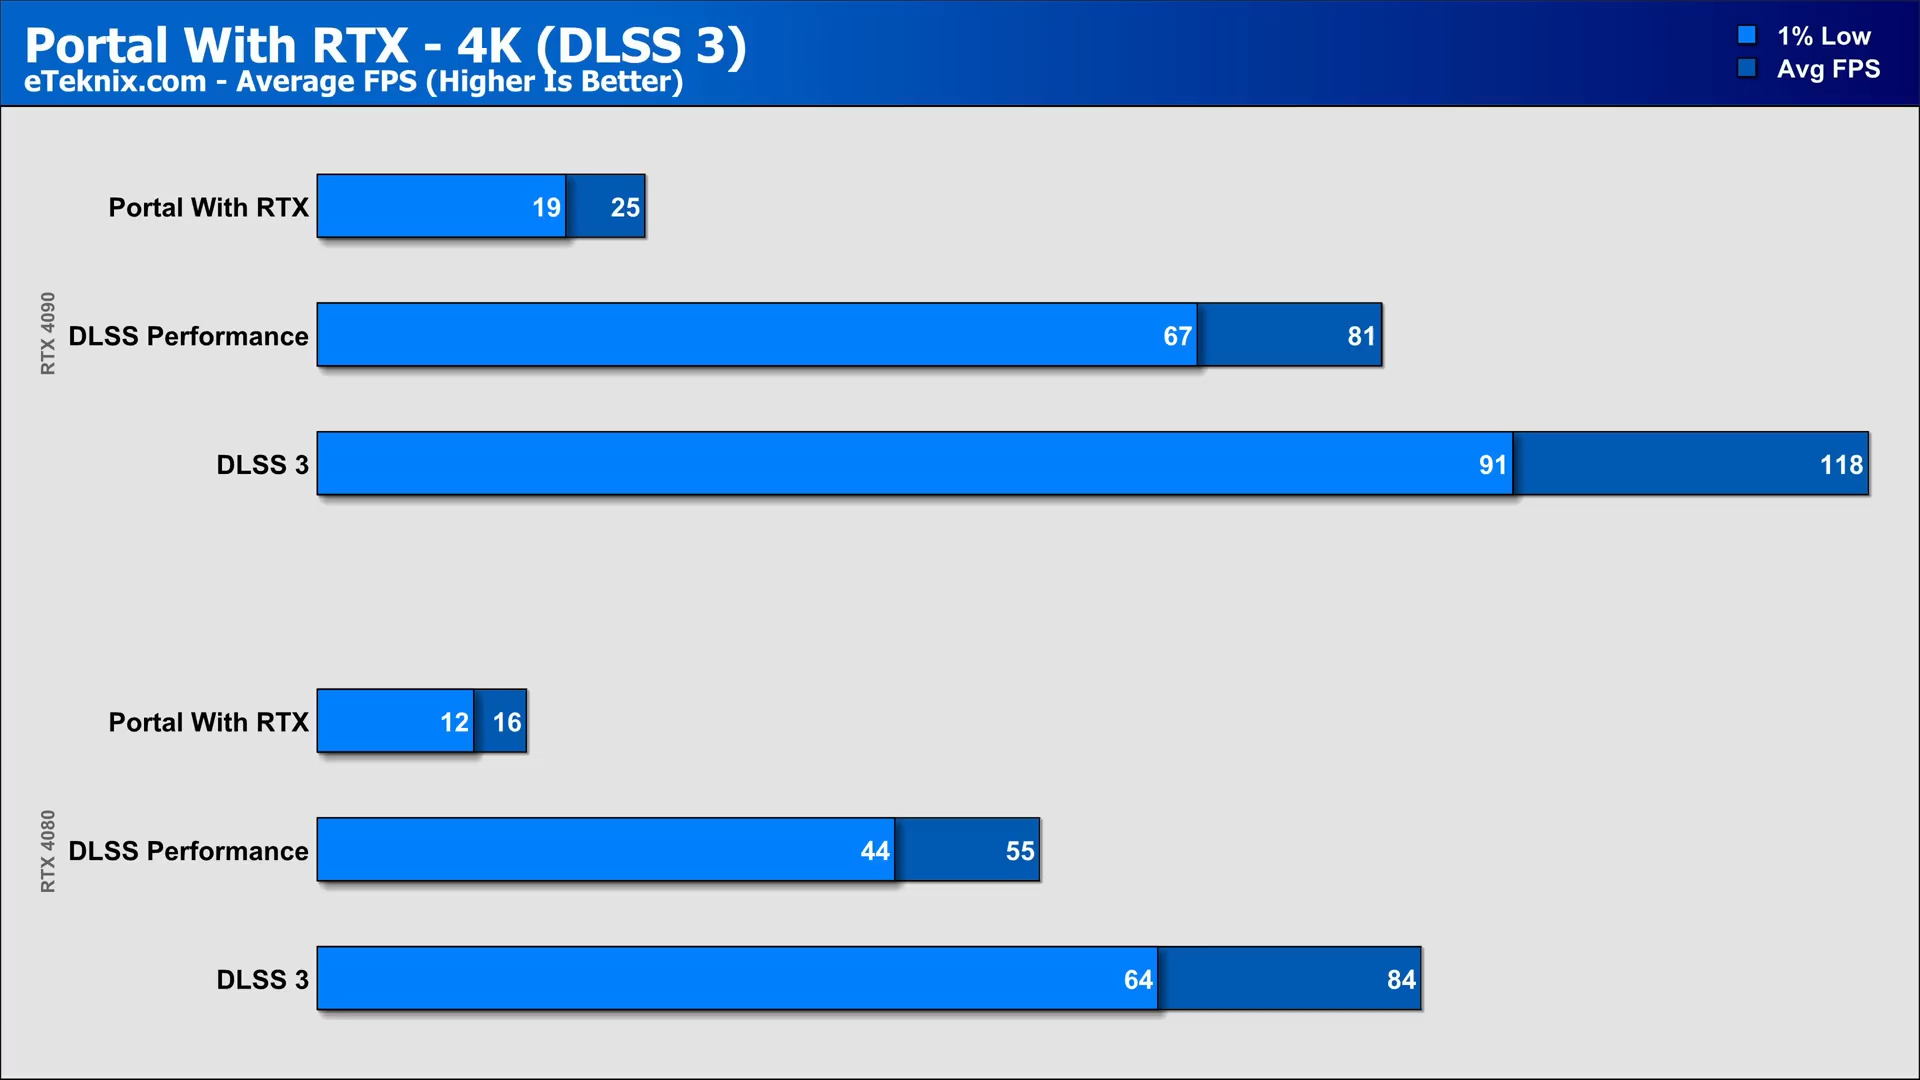 Portal With RTX - 4K (DLSS 3)
eTeknix.com - Average FPS (Higher Is Better)
1% Low
Avg FPS
RTX 4090
Portal With RTX 19 25
DLSS Performance 67 81
DLSS 3 91 118
RTX 4080
Portal With RTX 12 16
DLSS Performance 44 55
DLSS 3 64 84